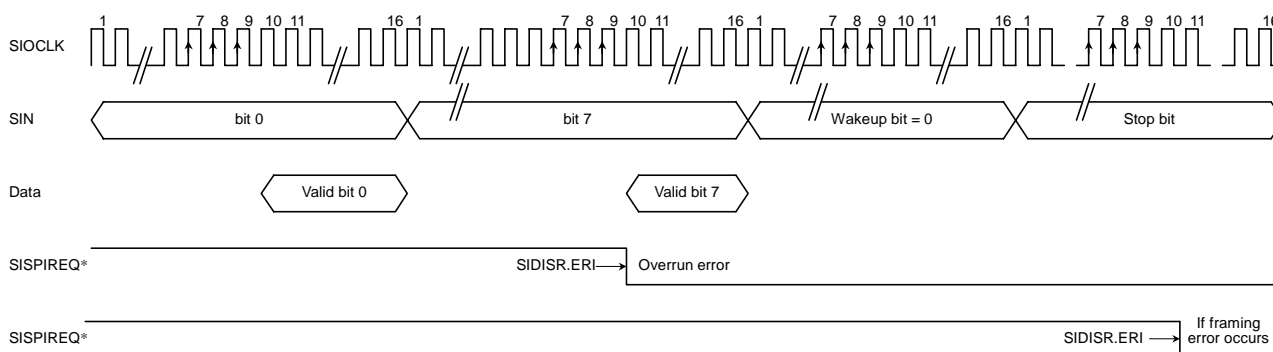 1 7 8 9 10 11 16 1 7 8 9 10 11 16 1 7 8 9 10 11 16 1 7 8 9 10 11 16
SIOCLK
SIN bit 0 bit 7 Wakeup bit = 0 Stop bit
Data Valid bit 0 Valid bit 7
SISPIREQ* SIDISR.ERI Overrun error
SISPIREQ* SIDISR.ERI If framing
error occurs